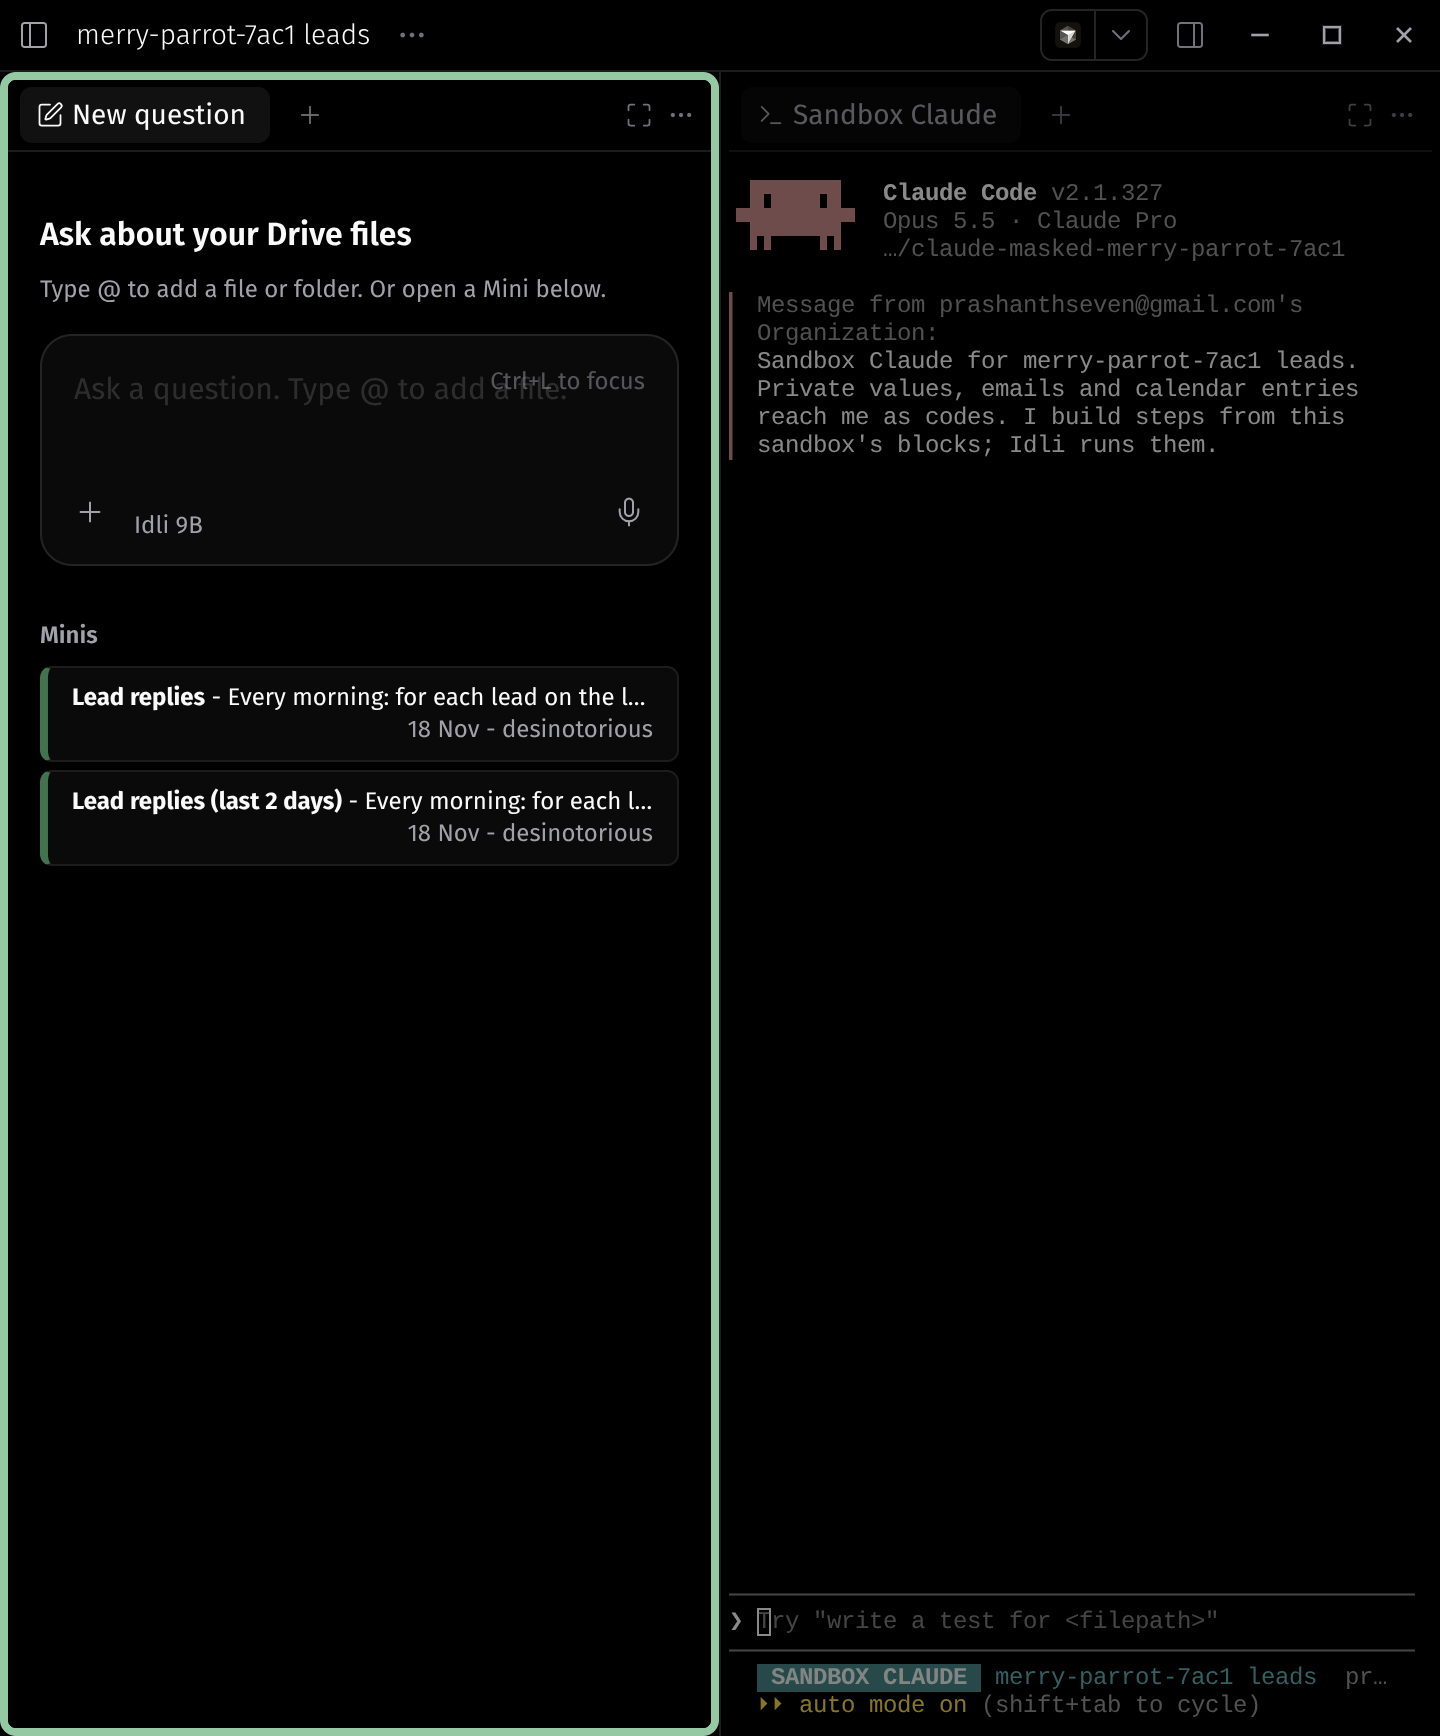 merry-parrot-7ac1 leads
New question
Ask about your Drive files
Type @ to add a file or folder. Or open a Mini below.
Ask a question. Type @ to add a file.
Ctrl+L to focus
Idli 9B
Minis
Lead replies - Every morning: for each lead on the l...
18 Nov - desinotorious
Lead replies (last 2 days) - Every morning: for each l...
18 Nov - desinotorious
Sandbox Claude
Claude Code v2.1.327
Opus 5.5 · Claude Pro
…/claude-masked-merry-parrot-7ac1
Message from prashanthseven@gmail.com's
Organization:
Sandbox Claude for merry-parrot-7ac1 leads.
Private values, emails and calendar entries
reach me as codes. I build steps from this
sandbox's blocks; Idli runs them.
❯ Try "write a test for <filepath>"
SANDBOX CLAUDE merry-parrot-7ac1 leads pr…
⏵⏵ auto mode on (shift+tab to cycle)